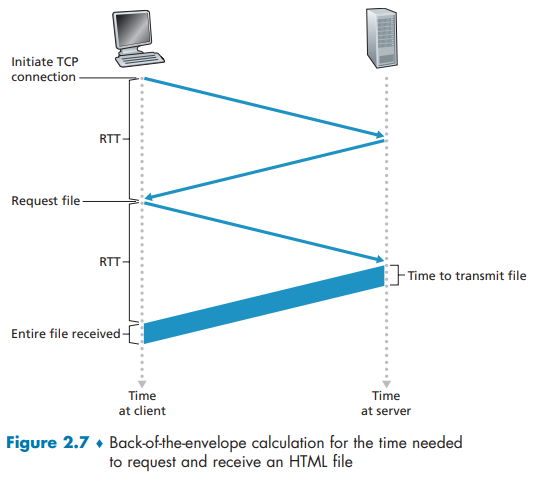 Initiate TCP
connection
RTT
Request file
RTT
Time to transmit file
Entire file received
Time
at client
Time
at server
Figure 2.7 ♦ Back-of-the-envelope calculation for the time needed
to request and receive an HTML file